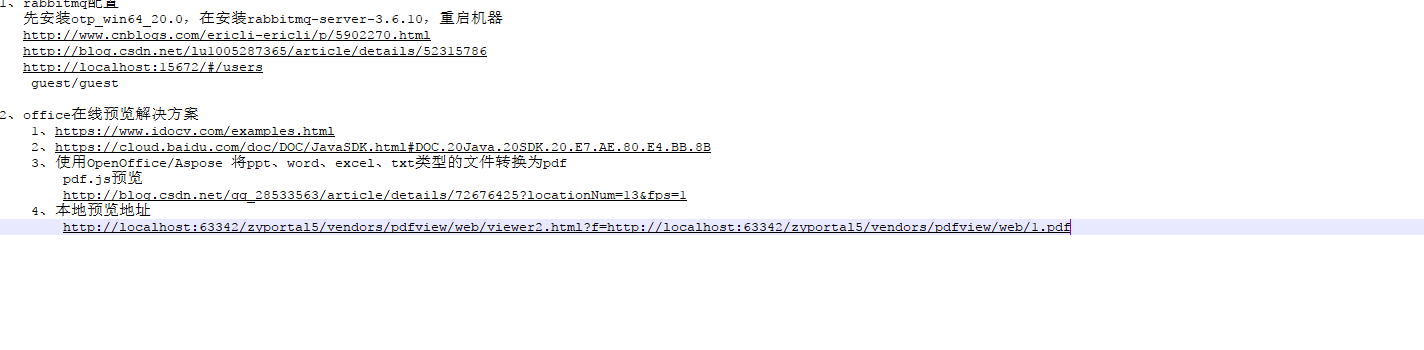 1、rabbitmq配置
先安装otp_win64_20.0，在安装rabbitmq-server-3.6.10，重启机器
http://www.cnblogs.com/ericli-ericli/p/5902270.html
http://blog.csdn.net/lu1005287365/article/details/52315786
http://localhost:15672/#/users
guest/guest
2、office在线预览解决方案
1、https://www.idocv.com/examples.html
2、https://cloud.baidu.com/doc/DOC/JavaSDK.html#DOC.20Java.20SDK.20.E7.AE.80.E4.BB.8B
3、使用OpenOffice/Aspose 将ppt、word、excel、txt类型的文件转换为pdf
pdf.js预览
http://blog.csdn.net/qq_28533563/article/details/72676425?locationNum=13&fps=1
4、本地预览地址
http://localhost:63342/zyportal5/vendors/pdfview/web/viewer2.html?f=http://localhost:63342/zyportal5/vendors/pdfview/web/1.pdf